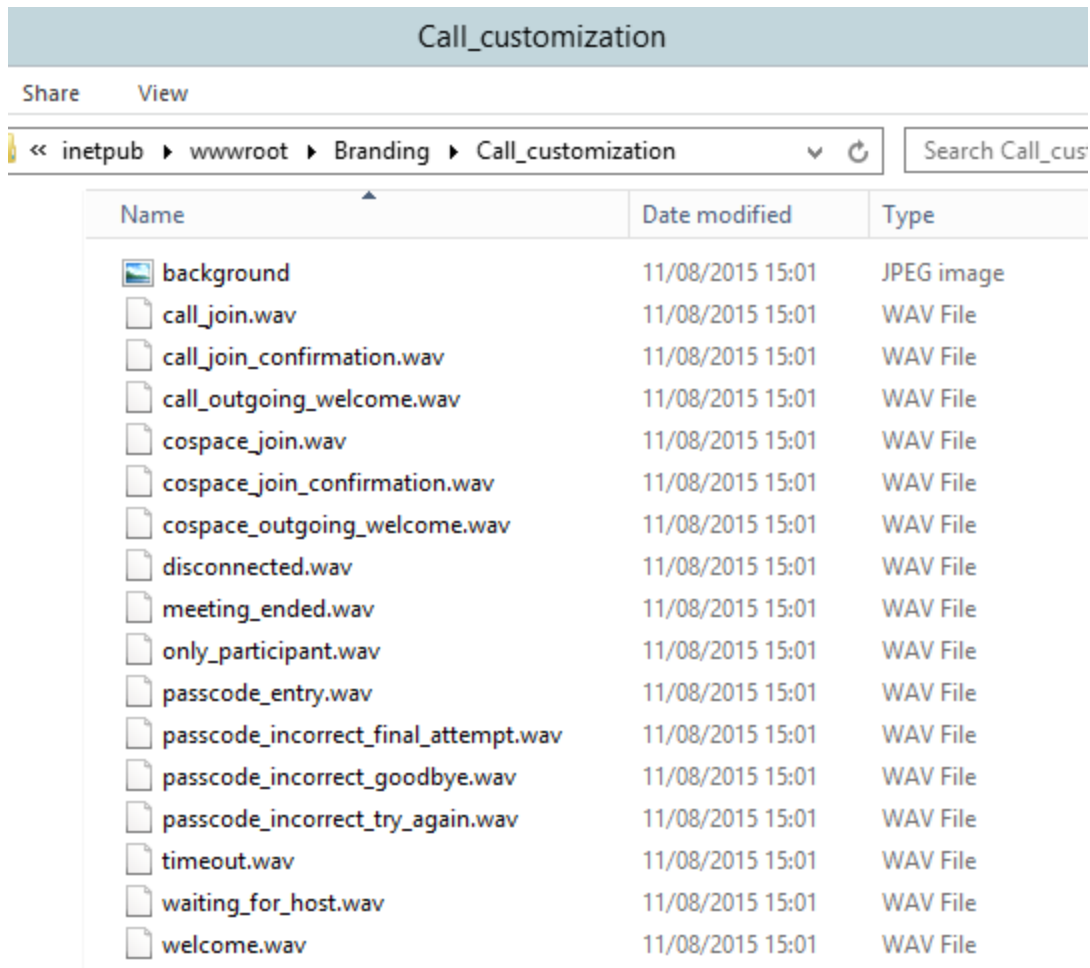 Call_customization
Share View
« inetpub wwwroot Branding Call_customization Search Call_cus
Name Date modified Type
background 11/08/2015 15:01 JPEG image
call_join.wav 11/08/2015 15:01 WAV File
call_join_confirmation.wav 11/08/2015 15:01 WAV File
call_outgoing_welcome.wav 11/08/2015 15:01 WAV File
cospace_join.wav 11/08/2015 15:01 WAV File
cospace_join_confirmation.wav 11/08/2015 15:01 WAV File
cospace_outgoing_welcome.wav 11/08/2015 15:01 WAV File
disconnected.wav 11/08/2015 15:01 WAV File
meeting_ended.wav 11/08/2015 15:01 WAV File
only_participant.wav 11/08/2015 15:01 WAV File
passcode_entry.wav 11/08/2015 15:01 WAV File
passcode_incorrect_final_attempt.wav 11/08/2015 15:01 WAV File
passcode_incorrect_goodbye.wav 11/08/2015 15:01 WAV File
passcode_incorrect_try_again.wav 11/08/2015 15:01 WAV File
timeout.wav 11/08/2015 15:01 WAV File
waiting_for_host.wav 11/08/2015 15:01 WAV File
welcome.wav 11/08/2015 15:01 WAV File